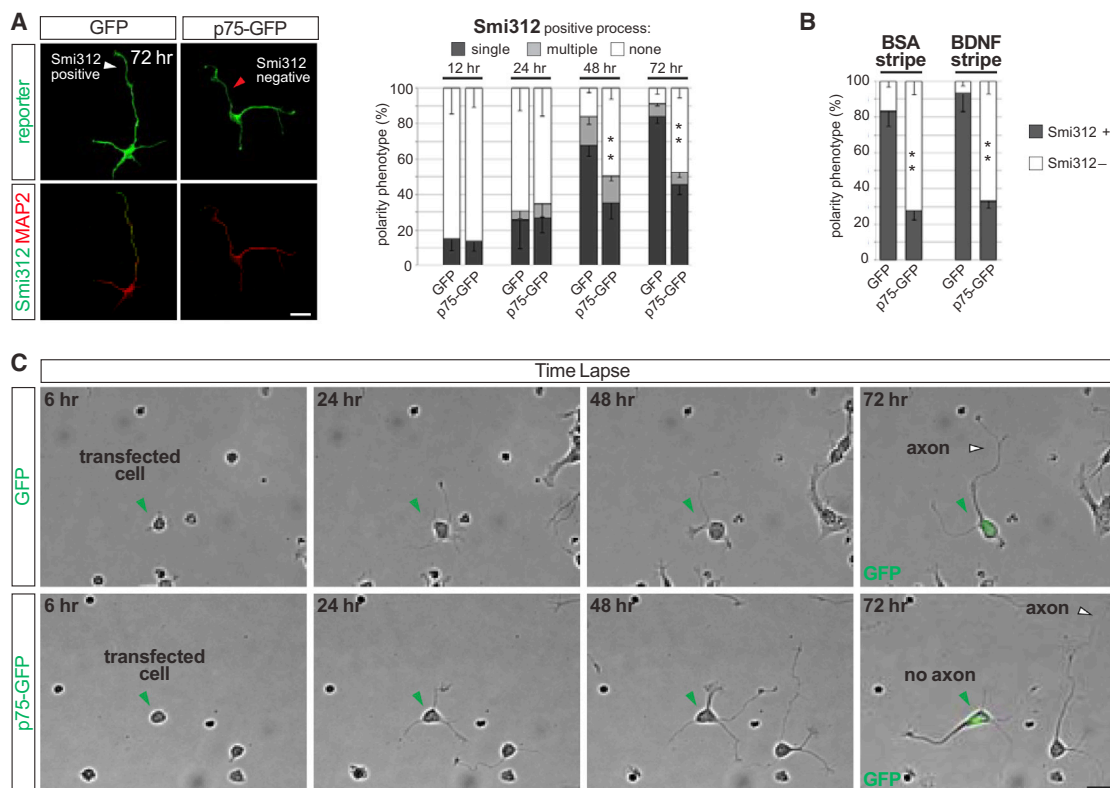 A
GFP
p75-GFP
reporter
Smi312 positive
72 hr
Smi312 negative
Smi312 MAP2
Smi312 positive process:
single multiple none
12 hr 24 hr 48 hr 72 hr
polarity phenotype (%)
100
80
60
40
20
0
* *
* *
GFP p75-GFP GFP p75-GFP GFP p75-GFP GFP p75-GFP
B
BSA stripe
BDNF stripe
polarity phenotype (%)
100
80
60
40
20
0
* *
* *
GFP p75-GFP GFP p75-GFP
Smi312 +
Smi312–
C
Time Lapse
GFP
6 hr
transfected
cell
24 hr
48 hr
72 hr
axon
GFP
p75-GFP
6 hr
transfected
cell
24 hr
48 hr
72 hr
axon
no axon
GFP